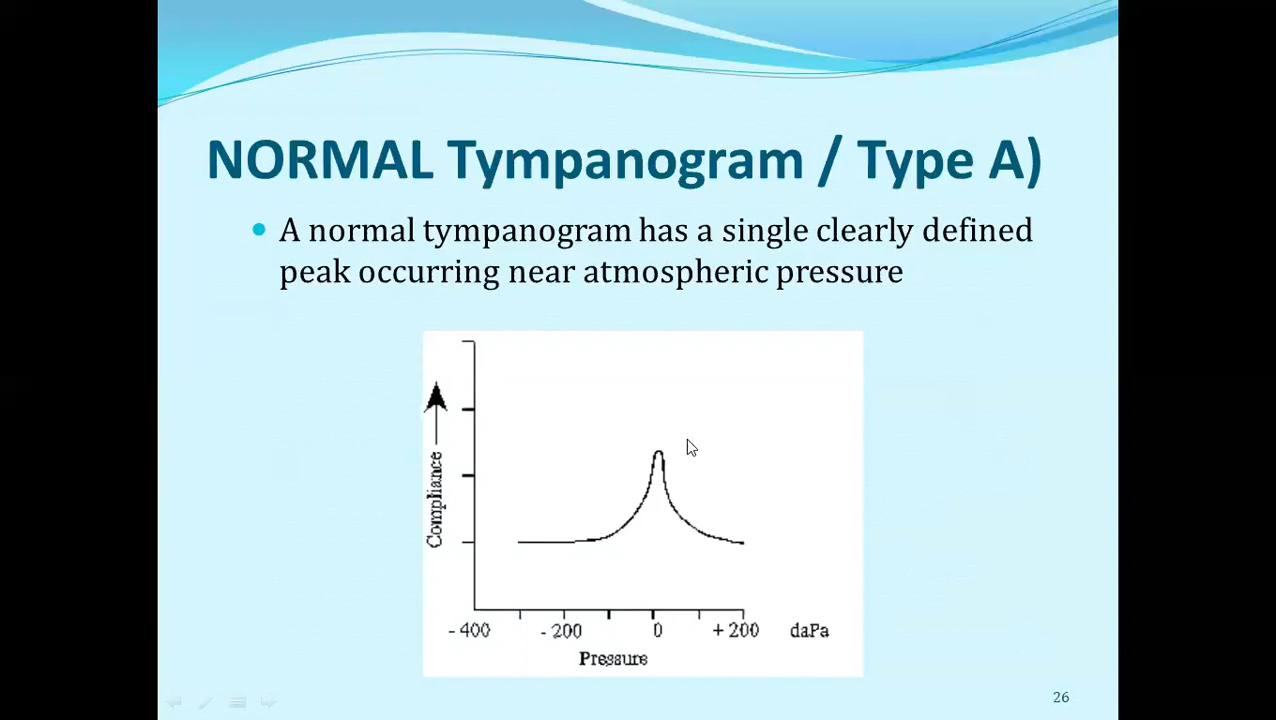 NORMAL Tympanogram / Type A)
A normal tympanogram has a single clearly defined
peak occurring near atmospheric pressure
Compliance
- 400 - 200 0 + 200 daPa
Pressure
26